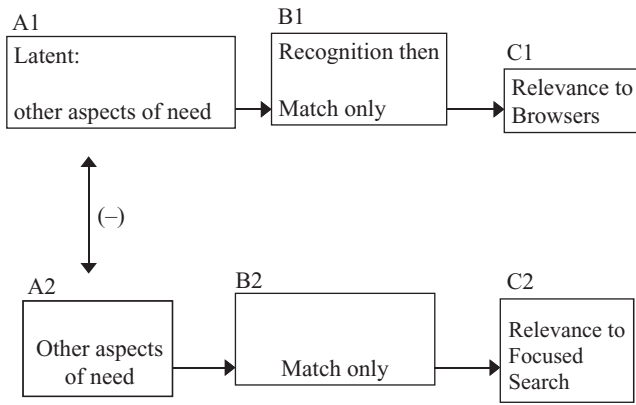 A1
B1
C1
Latent:
other aspects of need
Recognition then
Match only
Relevance to
Browsers
(–)
A2
B2
C2
Other aspects
of need
Match only
Relevance to
Focused
Search